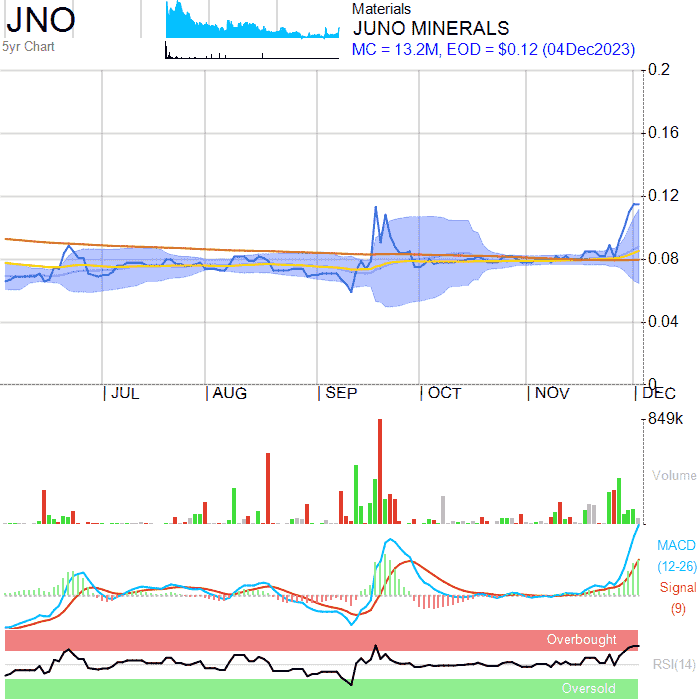 JNO
5yr Chart
Materials
JUNO MINERALS
MC = 13.2M, EOD = $0.12 (04Dec2023)
0.2
0.16
0.12
0.08
0.04
0
JUL AUG SEP OCT NOV DEC
849k
Volume
MACD
(12-26)
Signal
(9)
Overbought
RSI(14)
Oversold